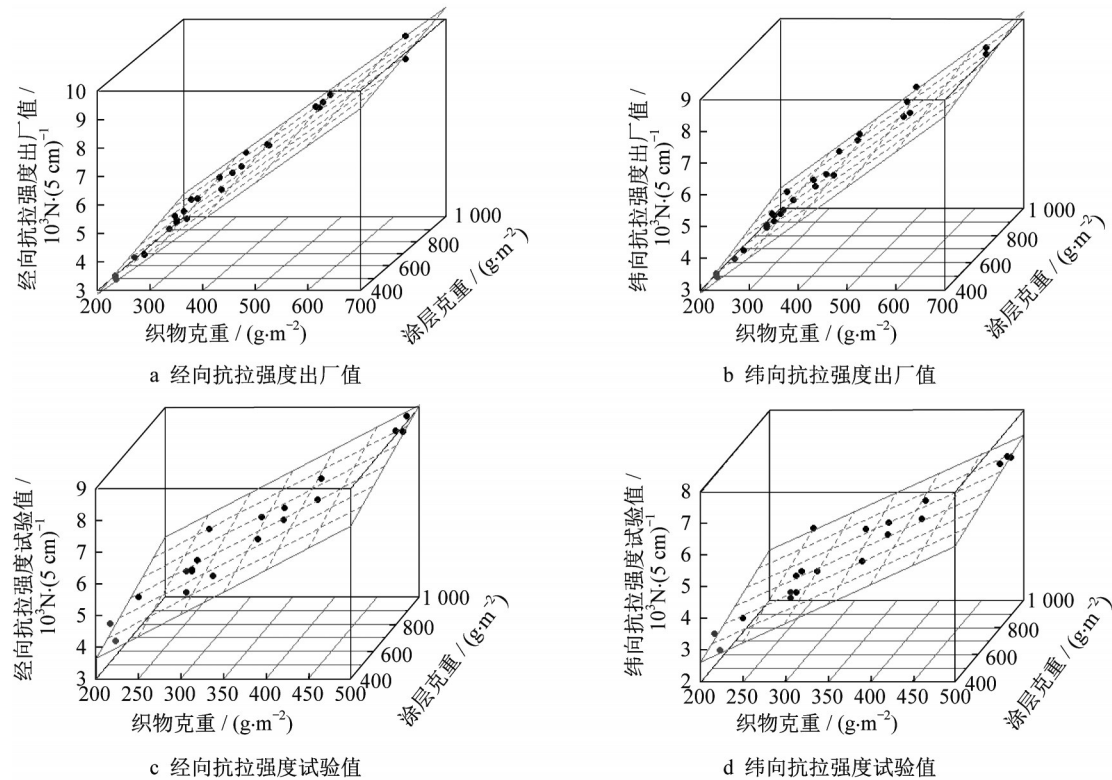 经向抗拉强度出厂值 /
10³N·(5 cm)⁻¹
10
9
8
7
6
5
4
3
200 300 400 500 600 700
织物克重 / (g·m⁻²)
400
600
800
1 000
涂层克重 / (g·m⁻²)
a 经向抗拉强度出厂值
纬向抗拉强度出厂值 /
10³N·(5 cm)⁻¹
9
8
7
6
5
4
3
200 300 400 500 600 700
织物克重 / (g·m⁻²)
400
600
800
1 000
涂层克重 / (g·m⁻²)
b 纬向抗拉强度出厂值
经向抗拉强度试验值 /
10³N·(5 cm)⁻¹
9
8
7
6
5
4
3
200 250 300 350 400 450 500
织物克重 / (g·m⁻²)
400
600
800
1 000
涂层克重 / (g·m⁻²)
c 经向抗拉强度试验值
纬向抗拉强度试验值 /
10³N·(5 cm)⁻¹
8
7
6
5
4
3
2
200 250 300 350 400 450 500
织物克重 / (g·m⁻²)
400
600
800
1 000
涂层克重 / (g·m⁻²)
d 纬向抗拉强度试验值